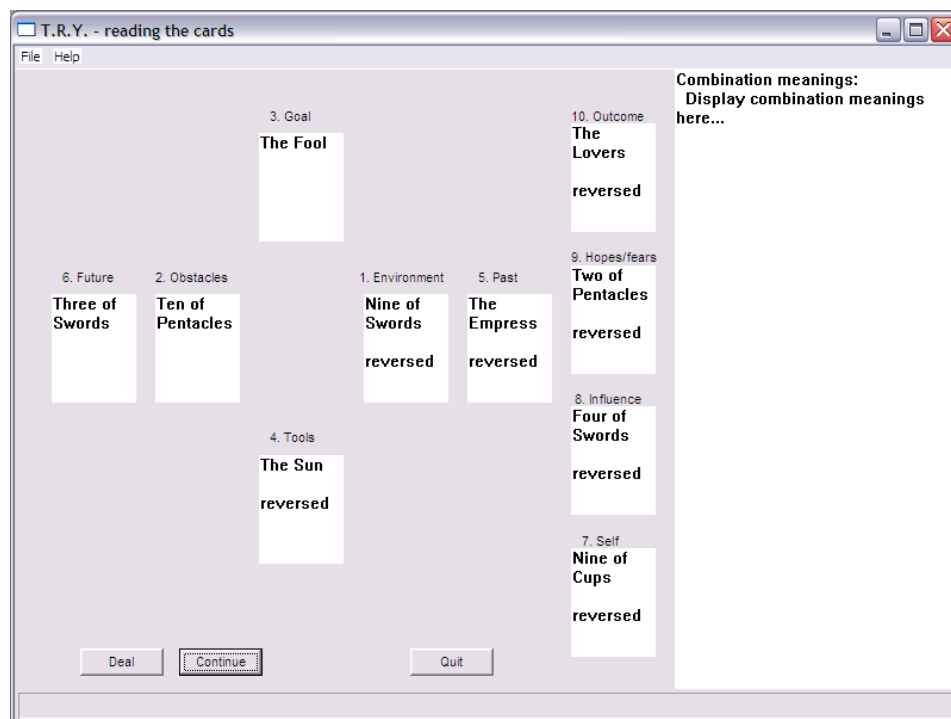 T.R.Y. - reading the cards
File Help
Combination meanings:
Display combination meanings
here...
3. Goal
The Fool
10. Outcome
The
Lovers
reversed
6. Future
Three of
Swords
2. Obstacles
Ten of
Pentacles
1. Environment
Nine of
Swords
reversed
5. Past
The
Empress
reversed
9. Hopes/fears
Two of
Pentacles
reversed
4. Tools
The Sun
reversed
8. Influence
Four of
Swords
reversed
7. Self
Nine of
Cups
reversed
Deal
Continue
Quit